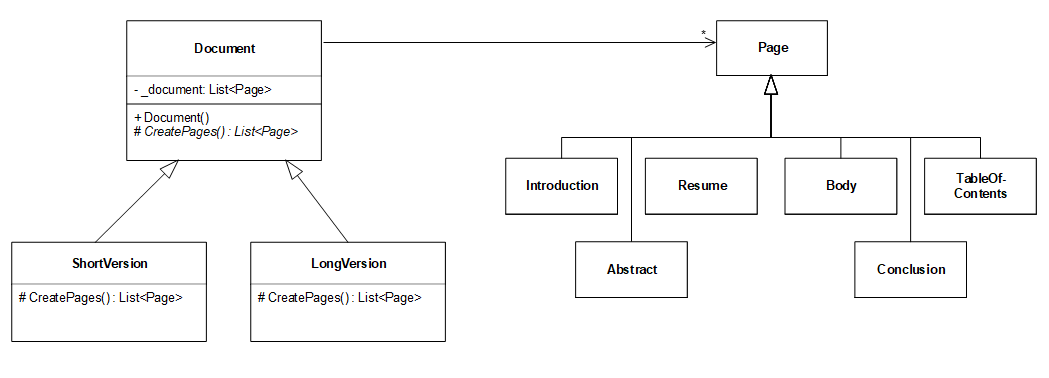 Document
- _document: List<Page>
+ Document()
# CreatePages() : List<Page>
*
Page
Introduction
Resume
Body
TableOf-
Contents
Abstract
Conclusion
ShortVersion
# CreatePages() : List<Page>
LongVersion
# CreatePages() : List<Page>